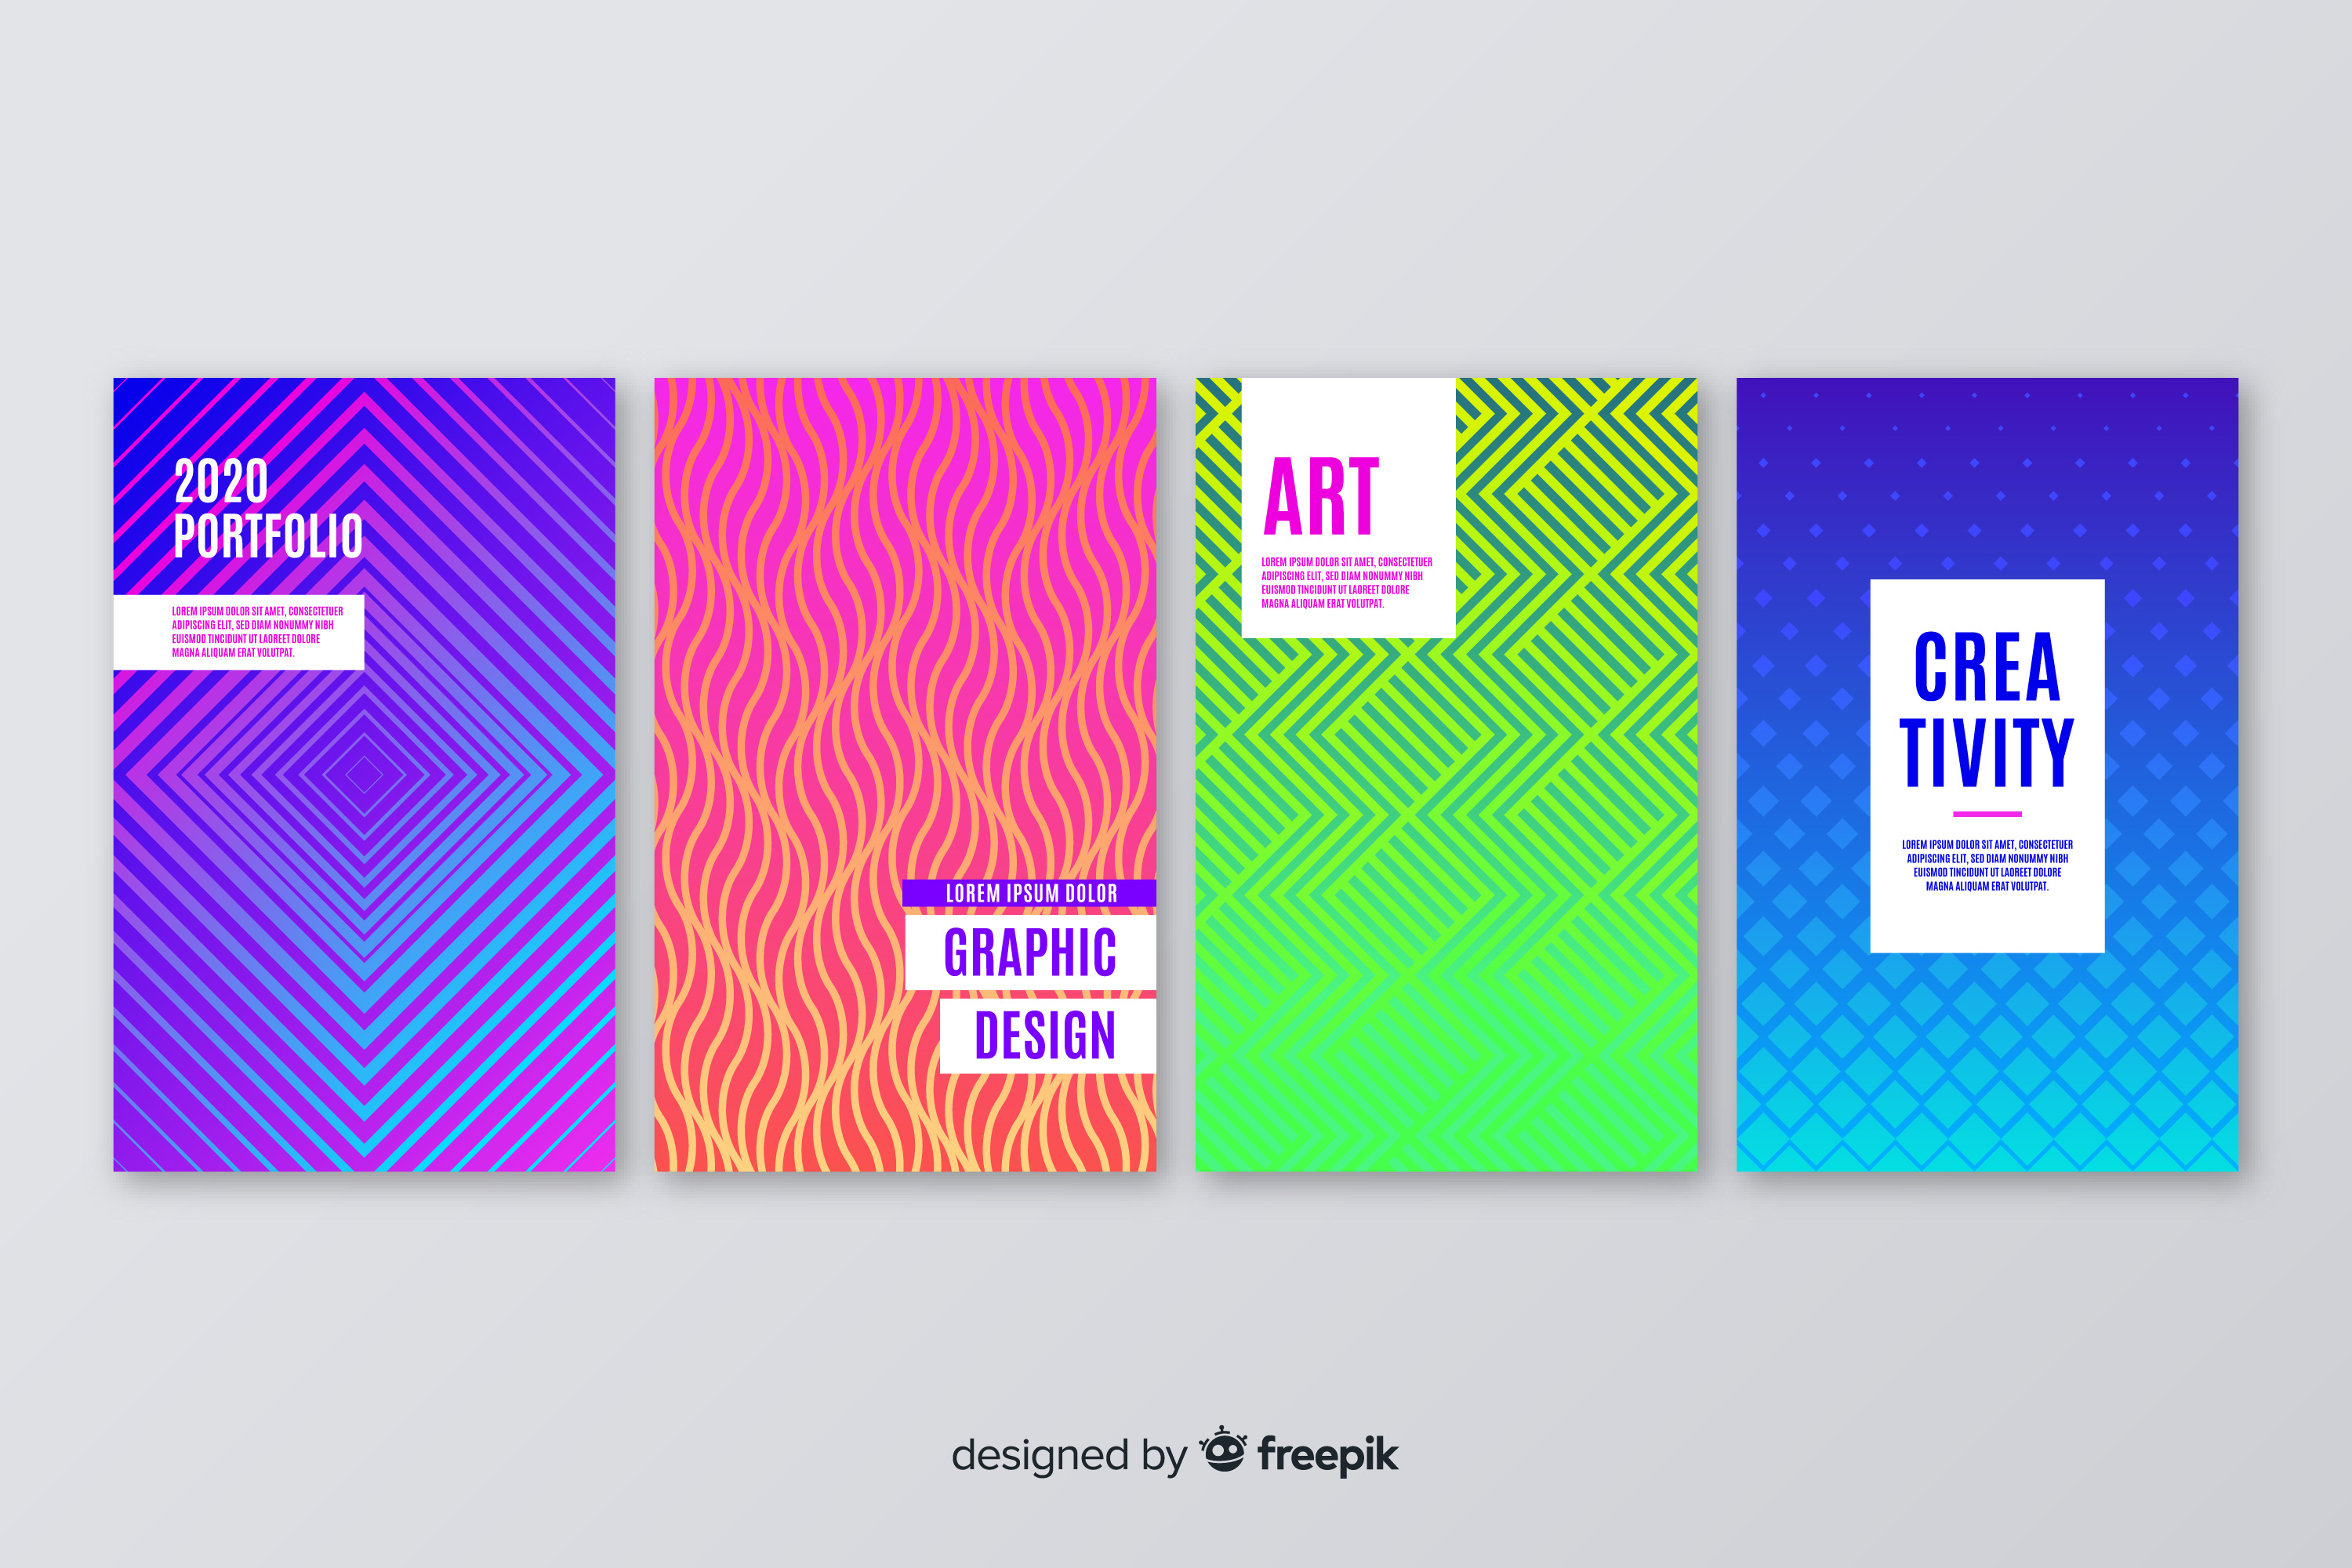 2020
PORTFOLIO
LOREM IPSUM DOLOR SIT AMET, CONSECTETUER
ADIPISCING ELIT, SED DIAM NONUMMY NIBH
EUISMOD TINCIDUNT UT LAOREET DOLORE
MAGNA ALIQUAM ERAT VOLUTPAT.
LOREM IPSUM DOLOR
GRAPHIC
DESIGN
ART
LOREM IPSUM DOLOR SIT AMET, CONSECTETUER
ADIPISCING ELIT, SED DIAM NONUMMY NIBH
EUISMOD TINCIDUNT UT LAOREET DOLORE
MAGNA ALIQUAM ERAT VOLUTPAT.
CREA
TIVITY
LOREM IPSUM DOLOR SIT AMET, CONSECTETUER
ADIPISCING ELIT, SED DIAM NONUMMY NIBH
EUISMOD TINCIDUNT UT LAOREET DOLORE
MAGNA ALIQUAM ERAT VOLUTPAT.
designed by freepik